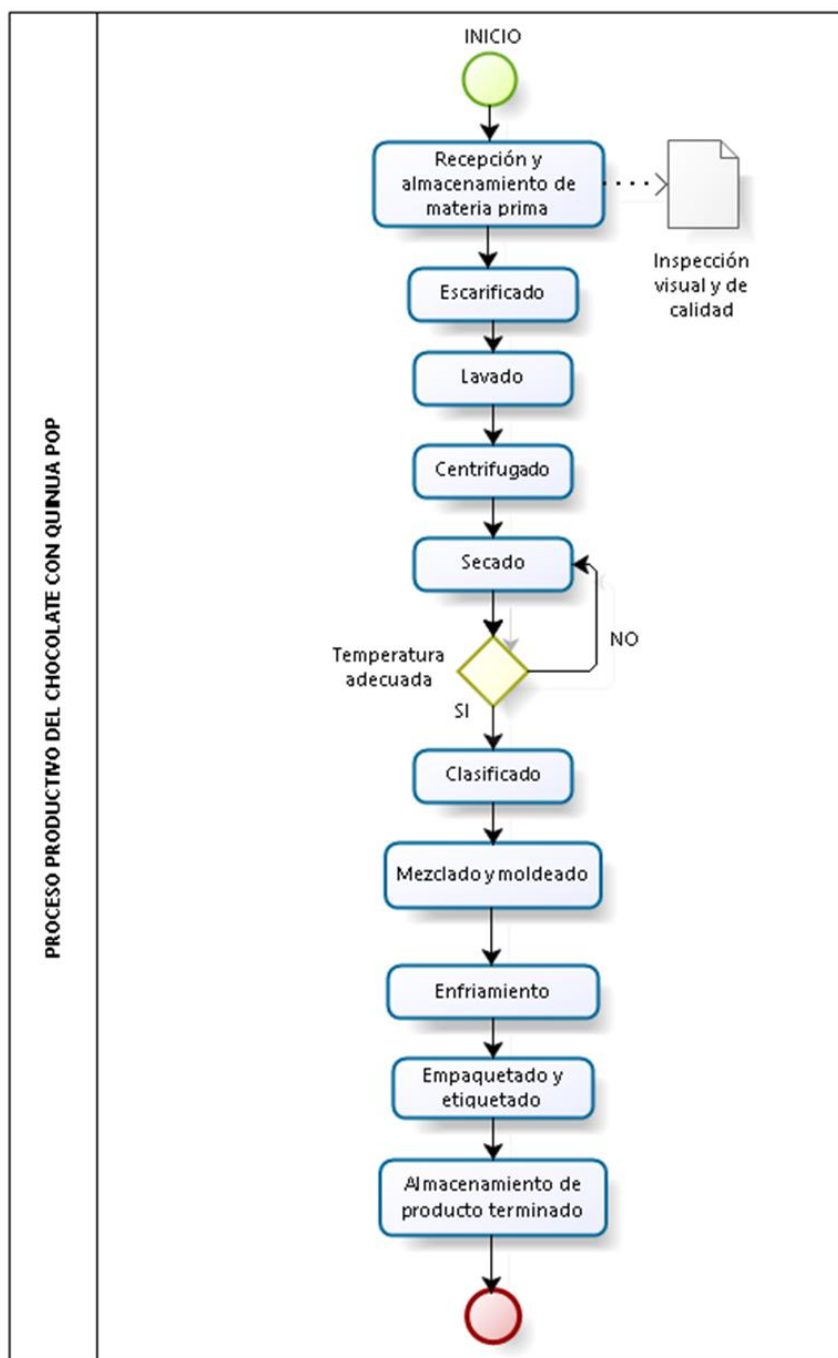 PROCESO PRODUCTIVO DEL CHOCOLATE CON QUINUA POP
INICIO
Recepción y
almacenamiento de
materia prima
Inspección
visual y de
calidad
Escarificado
Lavado
Centrifugado
Secado
NO
Temperatura
adecuada
SI
Clasificado
Mezclado y moldeado
Enfriamiento
Empaquetado y
etiquetado
Almacenamiento de
producto terminado